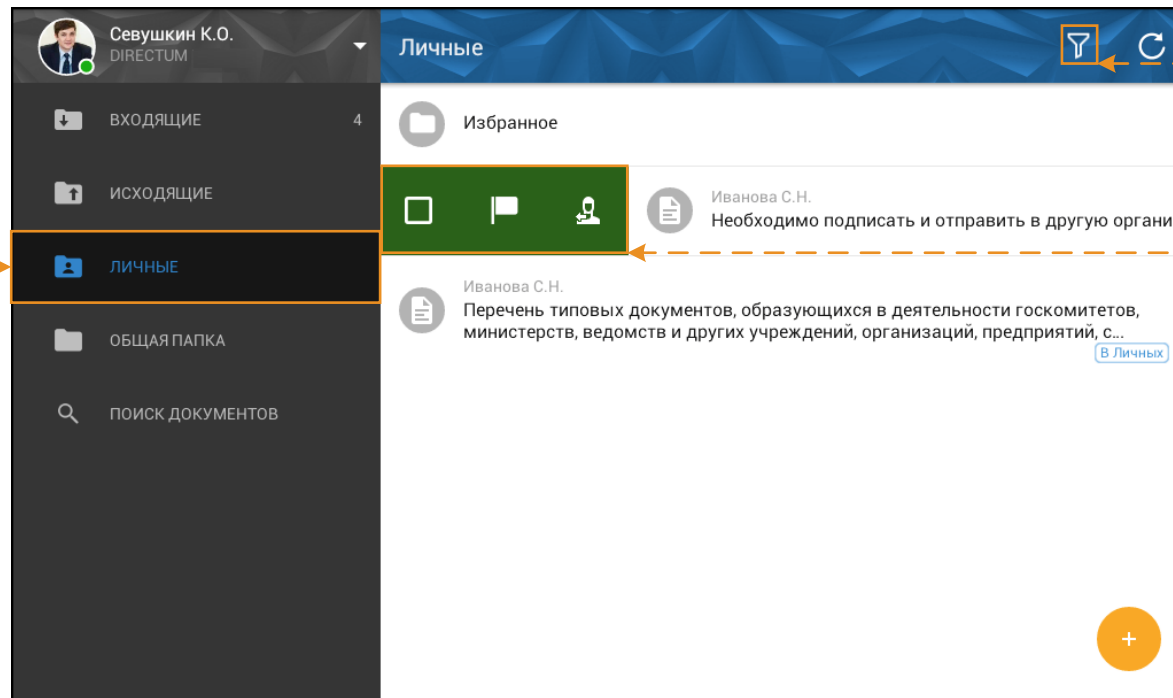 Севушкин К.О.
DIRECTUM
ВХОДЯЩИЕ 4
ИСХОДЯЩИЕ
ЛИЧНЫЕ
ОБЩАЯ ПАПКА
ПОИСК ДОКУМЕНТОВ
Личные
Избранное
Иванова С.Н.
Необходимо подписать и отправить в другую органи
Иванова С.Н.
Перечень типовых документов, образующихся в деятельности госкомитетов,
министерств, ведомств и других учреждений, организаций, предприятий, с...
В Личных